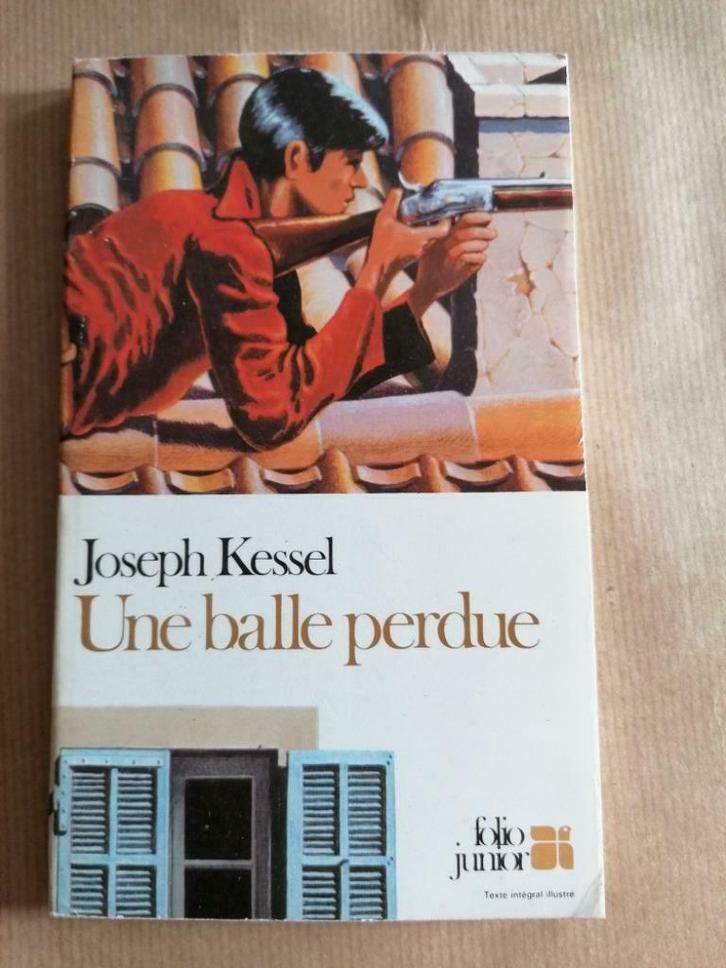 Joseph Kessel
Une balle perdue
folio
junior
Texte intégral illustré